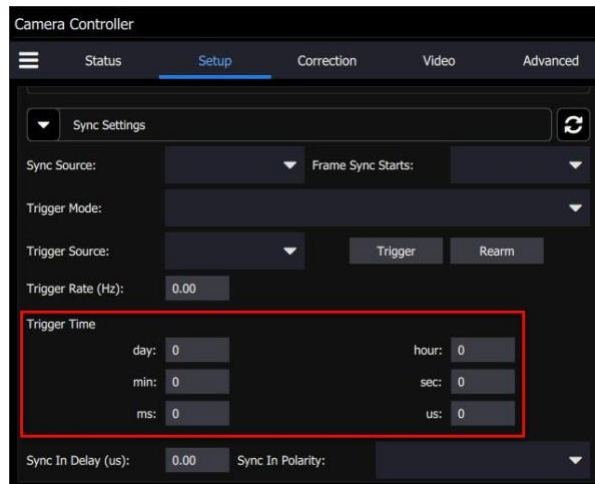 Camera Controller
Status Setup Correction Video Advanced
Sync Settings
Sync Source: Frame Sync Starts:
Trigger Mode:
Trigger Source: Trigger Rearm
Trigger Rate (Hz): 0.00
Trigger Time
day: 0 hour: 0
min: 0 sec: 0
ms: 0 us: 0
Sync In Delay (us): 0.00 Sync In Polarity: